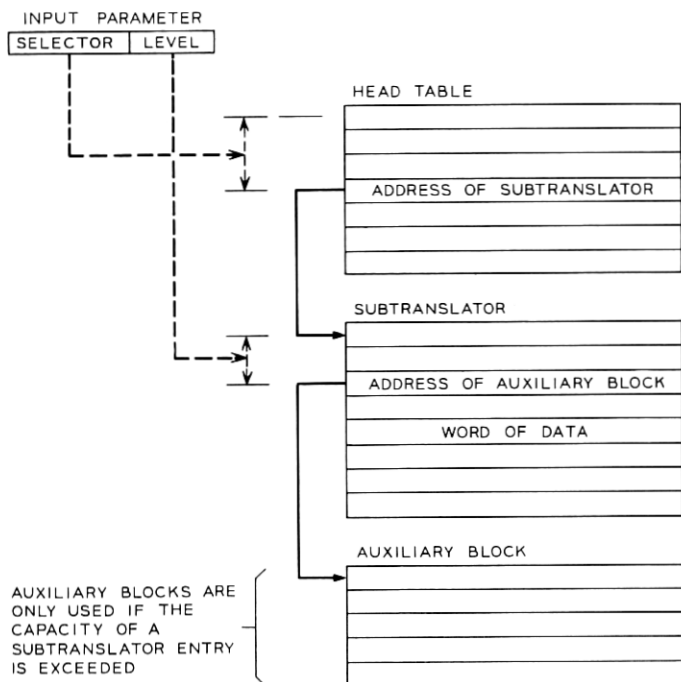 INPUT PARAMETER
SELECTOR LEVEL
HEAD TABLE
ADDRESS OF SUBTRANSLATOR
SUBTRANSLATOR
ADDRESS OF AUXILIARY BLOCK
WORD OF DATA
AUXILIARY BLOCK
AUXILIARY BLOCKS ARE
ONLY USED IF THE
CAPACITY OF A
SUBTRANSLATOR ENTRY
IS EXCEEDED